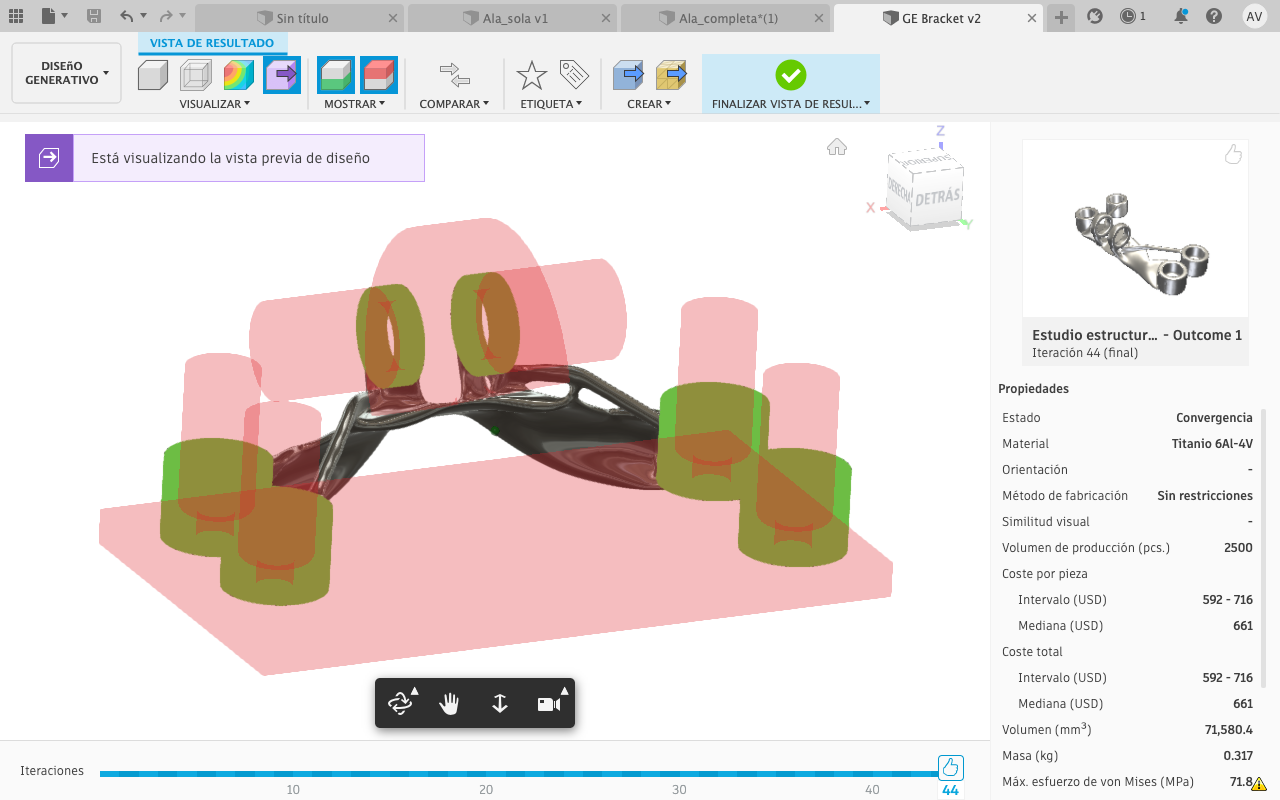 Sin título
Ala_sola v1
Ala_completa*(1)
GE Bracket v2
1
AV
DISEñO
GENERATIVO
VISTA DE RESULTADO
VISUALIZAR
MOSTRAR
COMPARAR
ETIQUETA
CREAR
FINALIZAR VISTA DE RESUL...
Está visualizando la vista previa de diseño
Z
SUPERIOR
DERECHA
DETRÁS
X
Y
Estudio estructur... - Outcome 1
Iteración 44 (final)
Propiedades
Estado Convergencia
Material Titanio 6Al-4V
Orientación -
Método de fabricación Sin restricciones
Similitud visual -
Volumen de producción (pcs.) 2500
Coste por pieza
Intervalo (USD) 592 - 716
Mediana (USD) 661
Coste total
Intervalo (USD) 592 - 716
Mediana (USD) 661
Volumen (mm³) 71,580.4
Masa (kg) 0.317
Máx. esfuerzo de von Mises (MPa) 71.8
Iteraciones
10 20 30 40 44